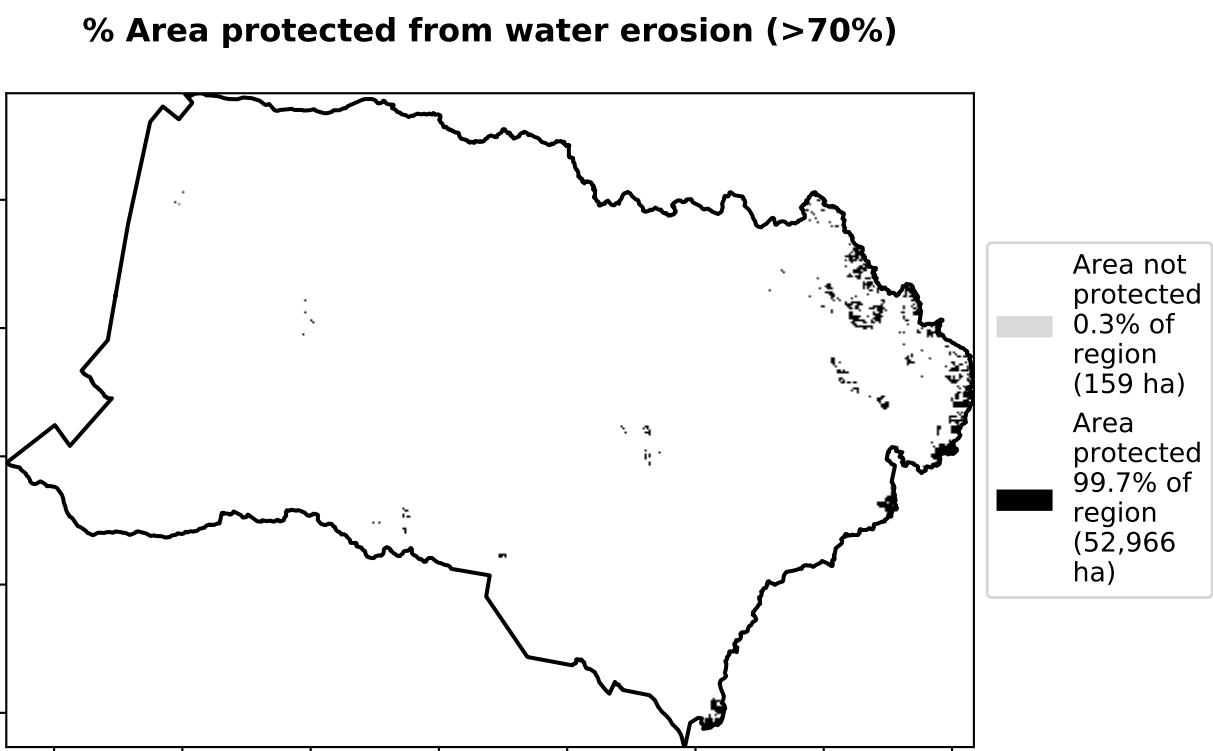 % Area protected from water erosion (>70%)
Area not
protected
0.3% of
region
(159 ha)
Area
protected
99.7% of
region
(52,966
ha)